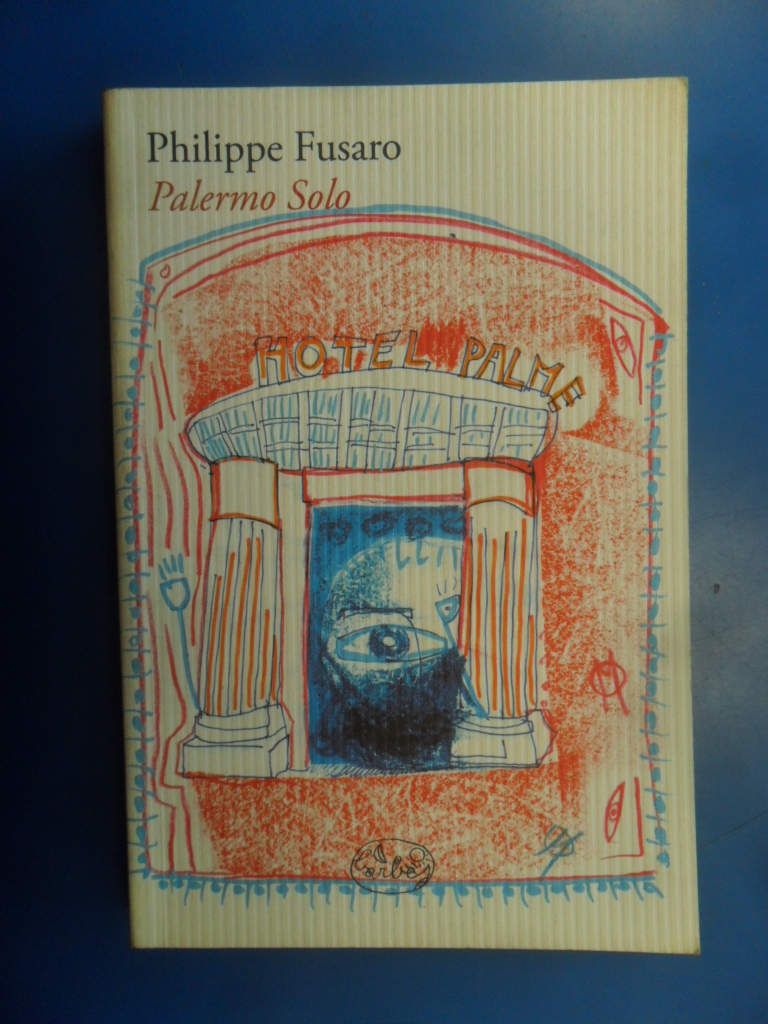 Philippe Fusaro
Palermo Solo
HOTEL PALME
barbès